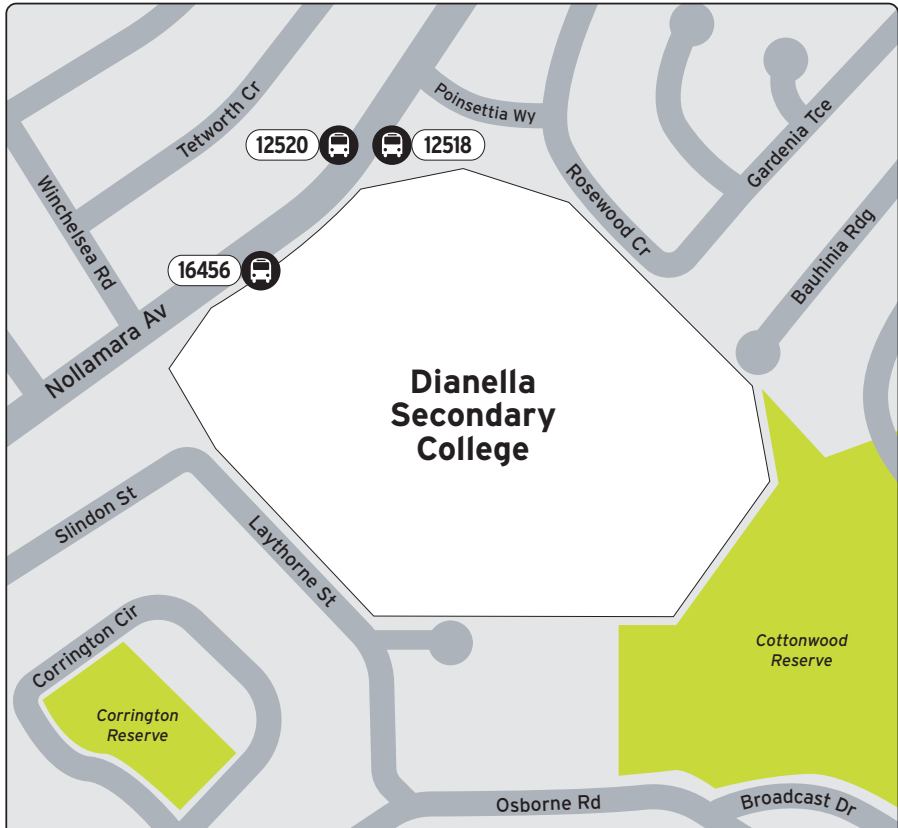 Tetworth Cr
Poinsettia Wy
12520
12518
Gardenia Tce
Winchelsea Rd
Rosewood Cr
Bauhinia Rdg
16456
Nollamara Av
Dianella
Secondary
College
Slindon St
Laythorne St
Corrington Cir
Cottonwood
Reserve
Corrington
Reserve
Osborne Rd
Broadcast Dr